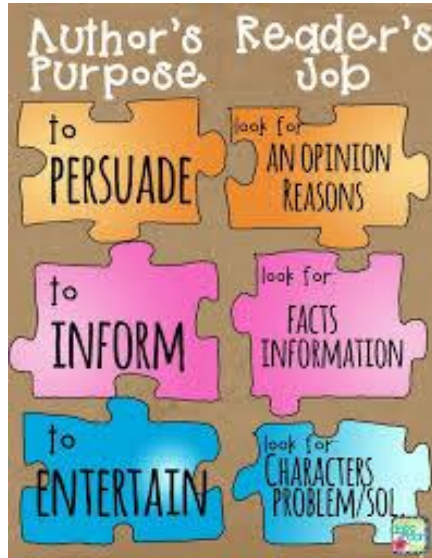 Author's
Purpose
Reader's
Job
to
PERSUADE
look for
AN OPINION
REASONS
to
INFORM
look for
FACTS
INFORMATION
to
ENTERTAIN
look for
CHARACTERS
PROBLEM/SOL..